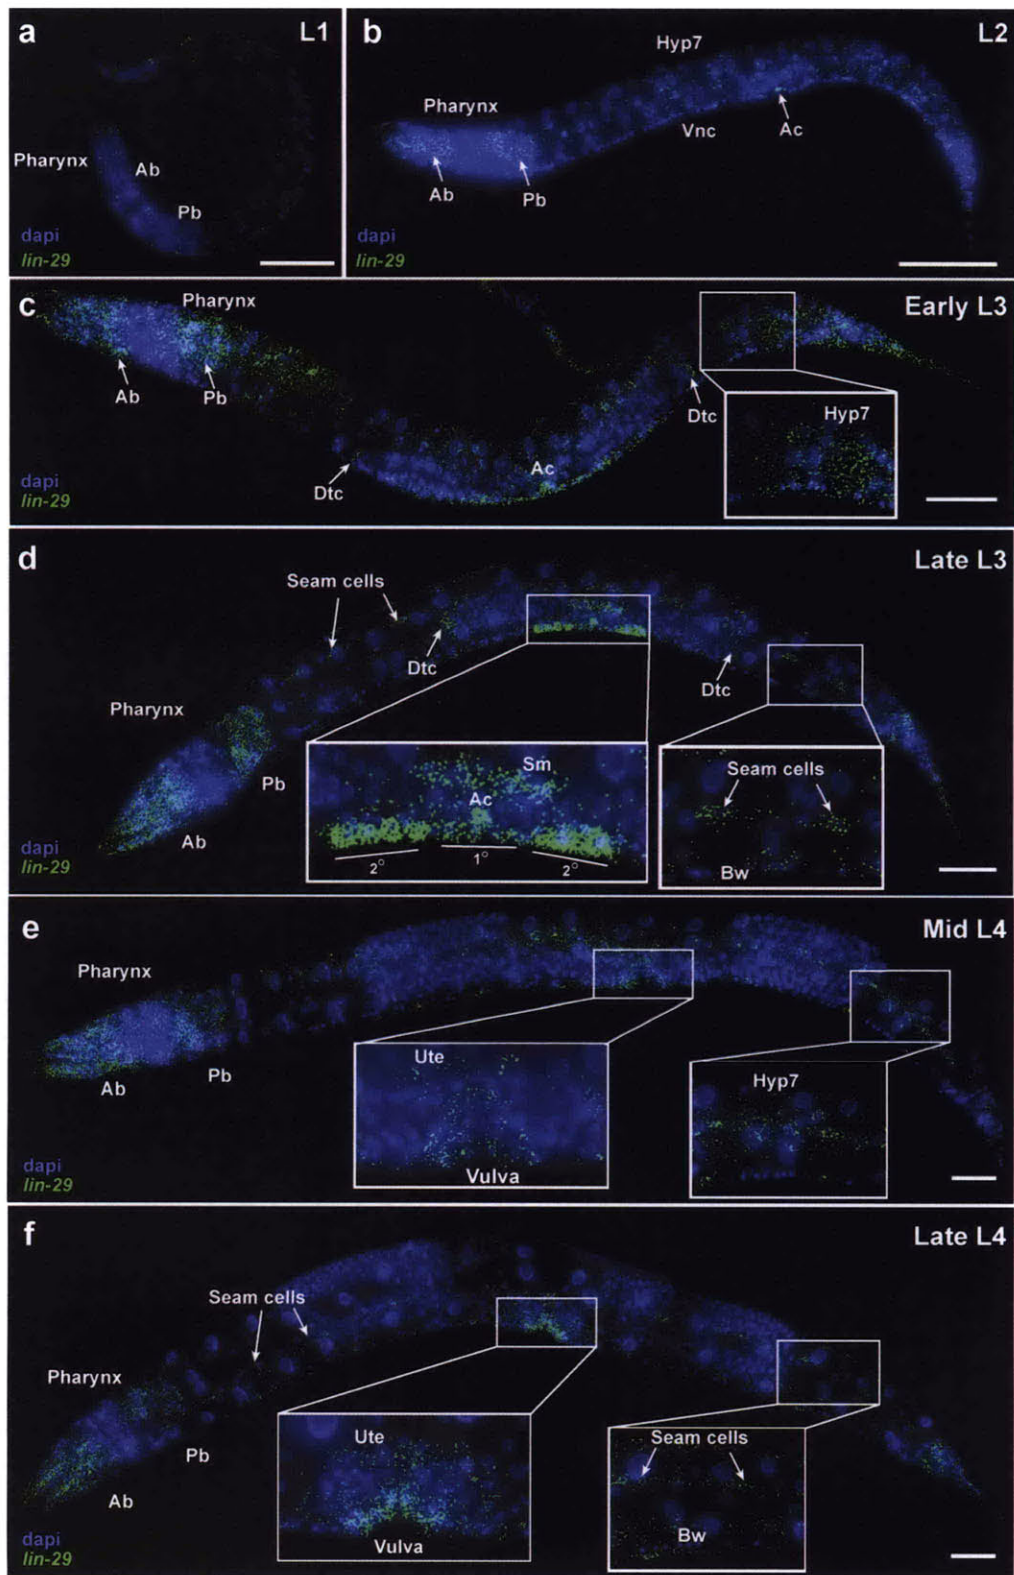 a
L1
Pharynx
Ab
Pb
dapi
lin-29
b
L2
Hyp7
Pharynx
Vnc
Ac
Ab
Pb
c
Early L3
Pharynx
Ab
Pb
Dtc
Hyp7
Ac
Dtc
dapi
lin-29
d
Late L3
Seam cells
Dtc
Dtc
Pharynx
Pb
Ab
Sm
Ac
2°
1°
2°
Seam cells
Bw
dapi
lin-29
e
Mid L4
Pharynx
Ab
Pb
Ute
Vulva
Hyp7
dapi
lin-29
f
Late L4
Seam cells
Pharynx
Pb
Ab
Ute
Vulva
Seam cells
Bw
dapi
lin-29